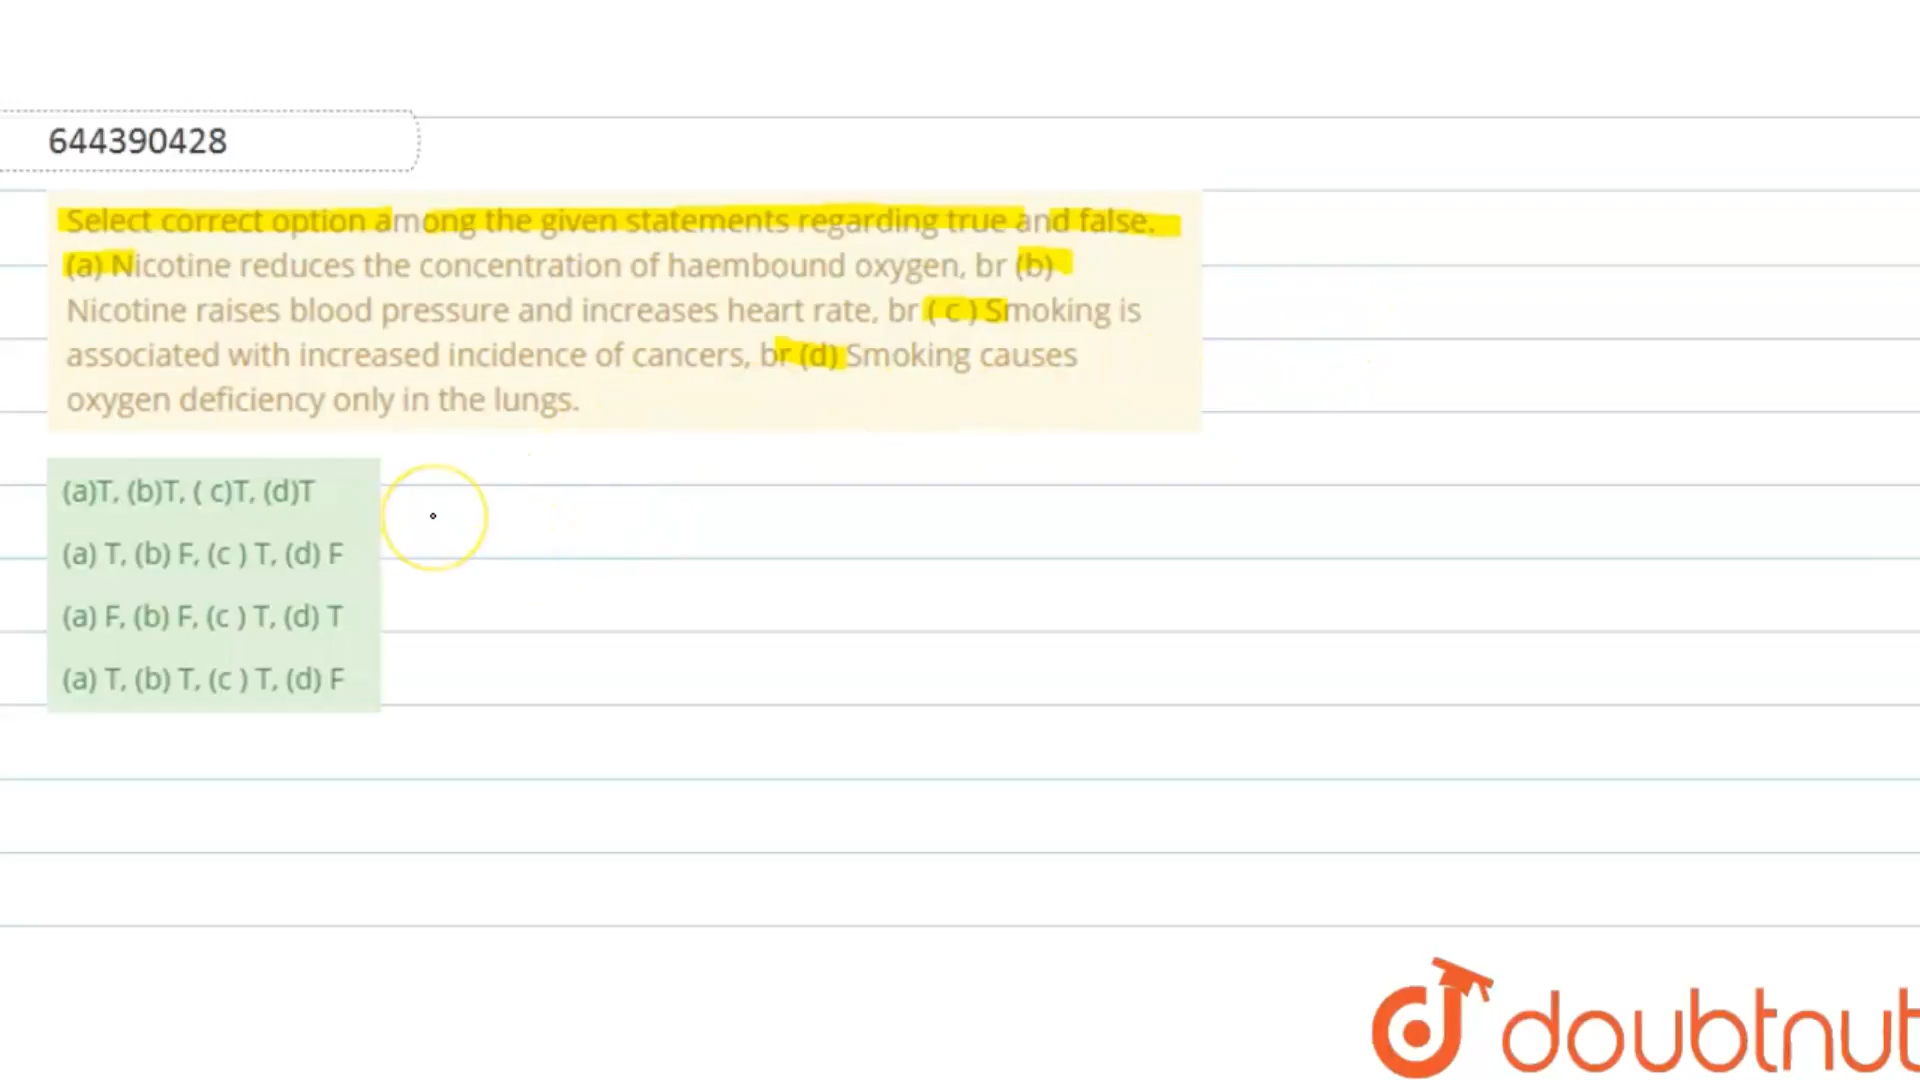 644390428
Select correct option among the given statements regarding true and false.
(a) Nicotine reduces the concentration of haembound oxygen, br (b)
Nicotine raises blood pressure and increases heart rate, br ( c ) Smoking is
associated with increased incidence of cancers, br (d) Smoking causes
oxygen deficiency only in the lungs.
(a)T, (b)T, ( c)T, (d)T
(a) T, (b) F, (c ) T, (d) F
(a) F, (b) F, (c ) T, (d) T
(a) T, (b) T, (c ) T, (d) F
doubtnut